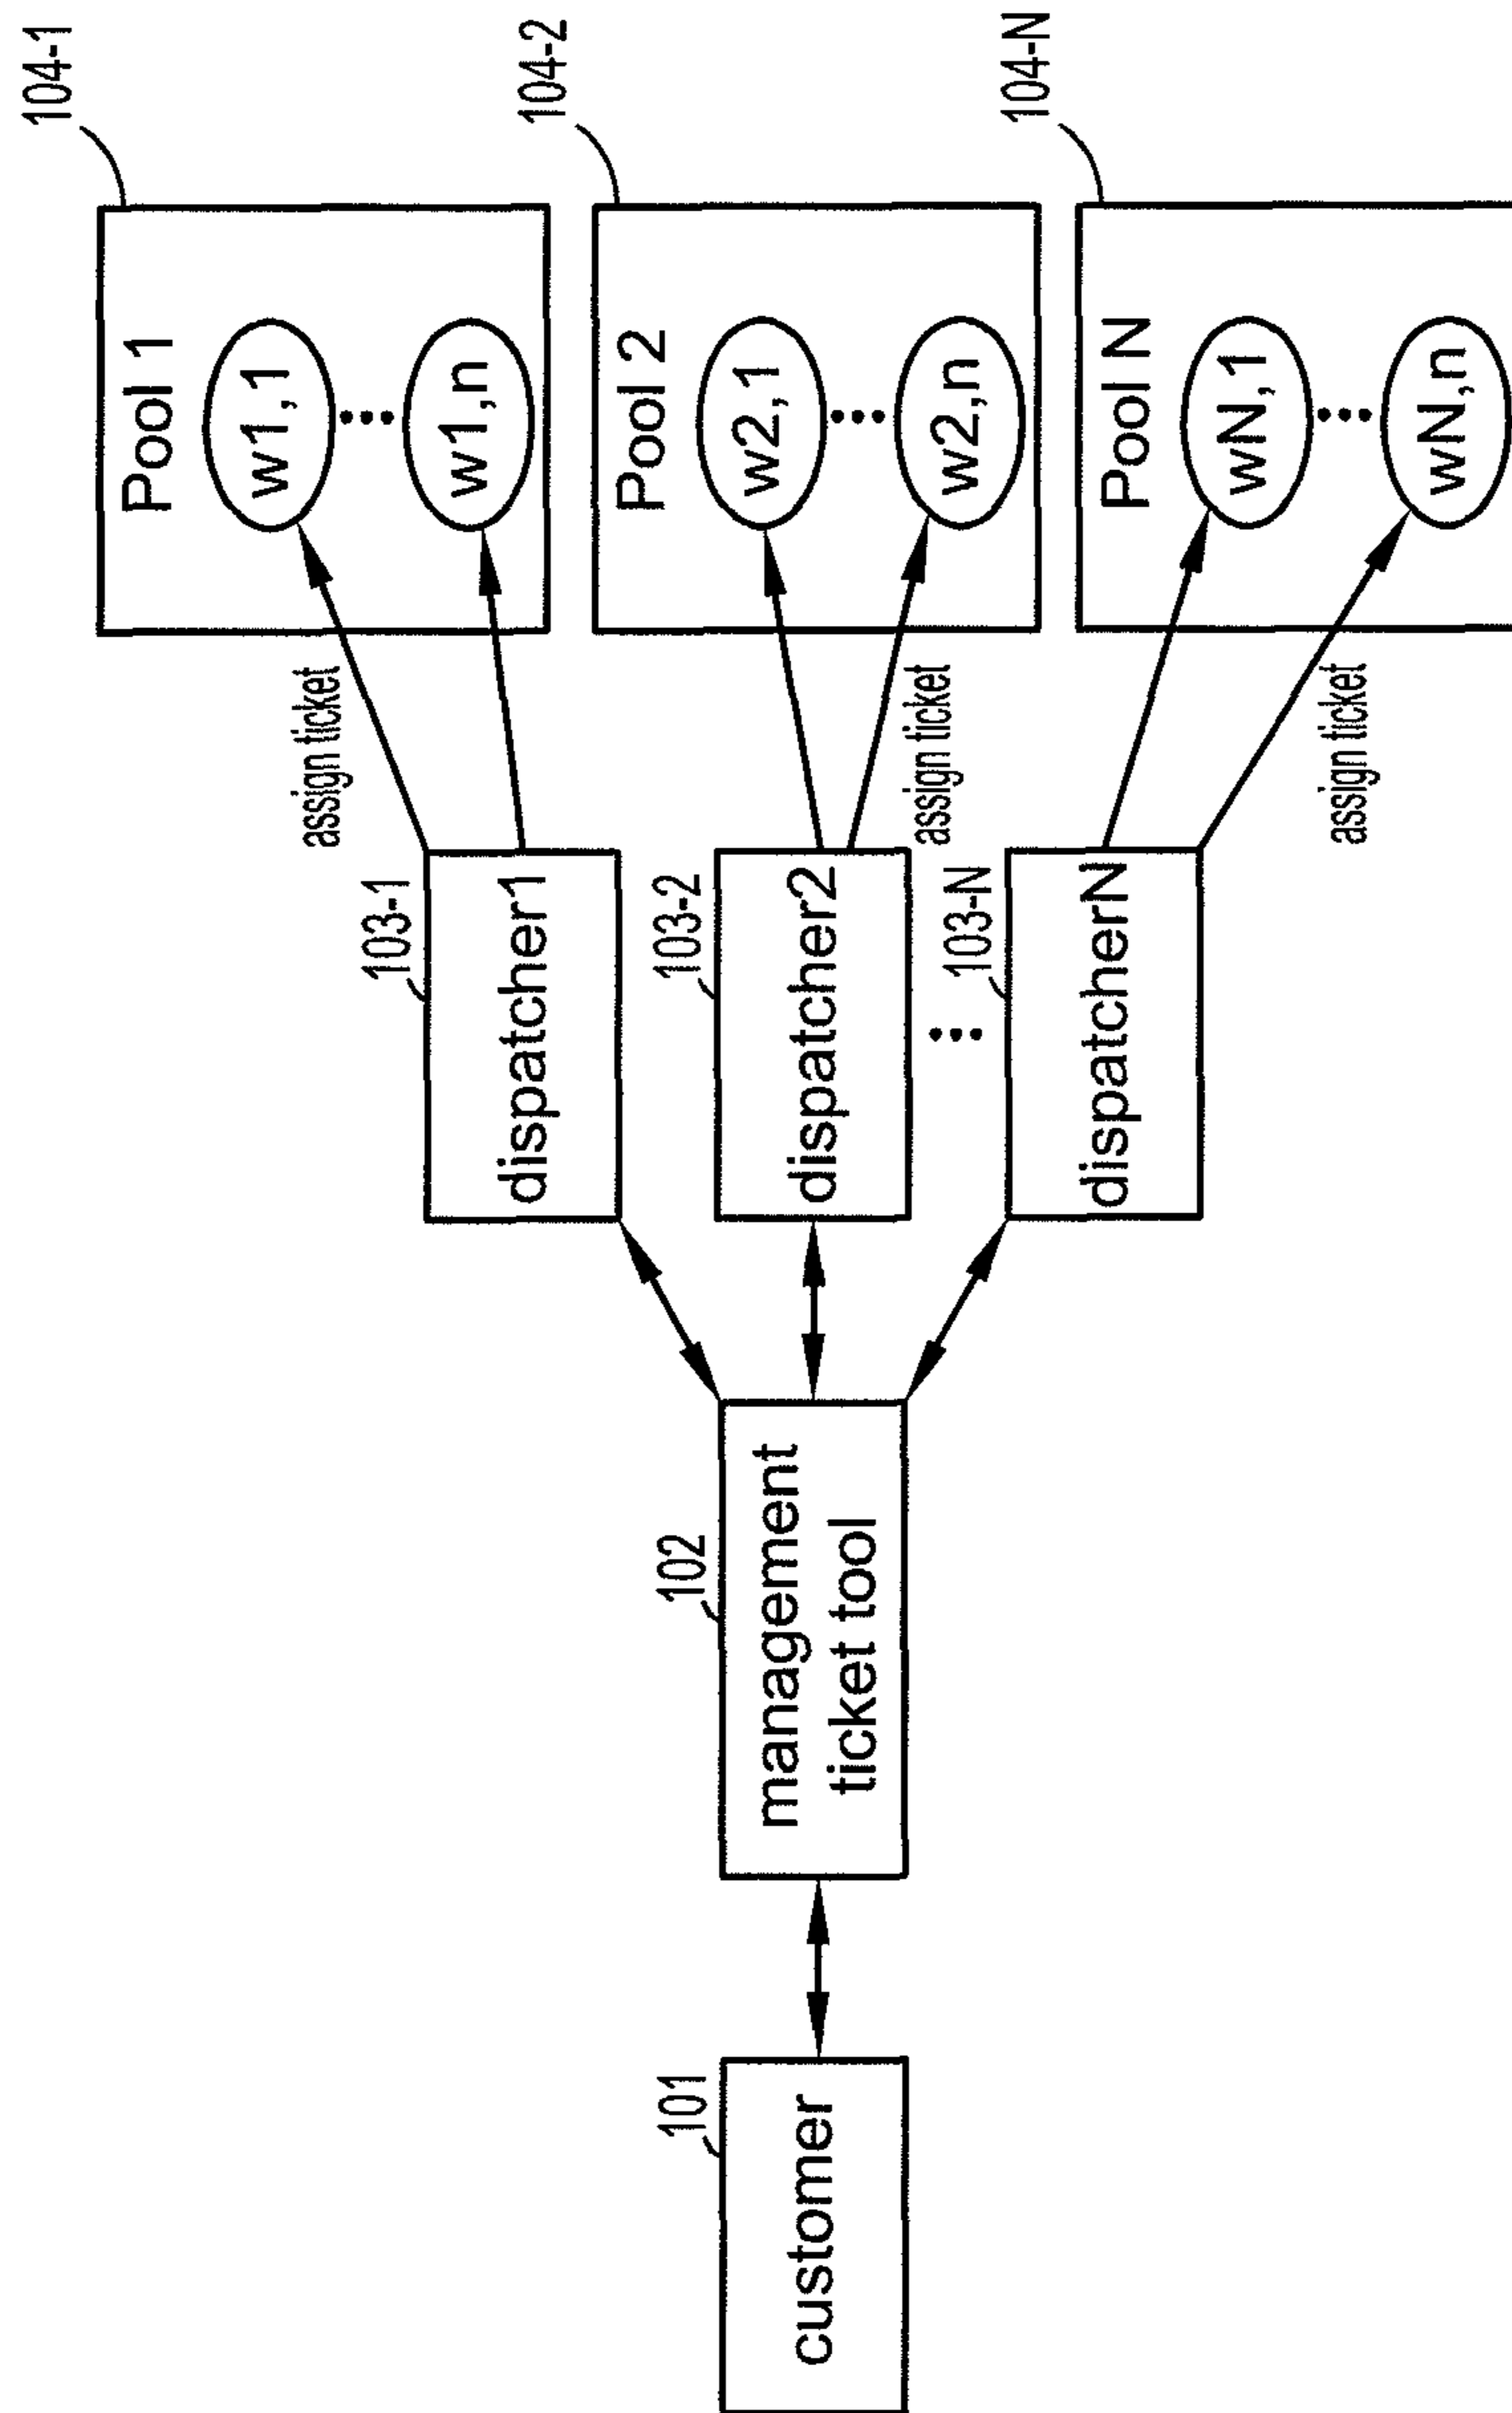 101
customer
102
management
ticket tool
103-1
dispatcher1
103-2
dispatcher2
103-N
dispatcherN
assign ticket
assign ticket
assign ticket
104-1
Pool 1
w1,1
w1,n
104-2
Pool 2
w2,1
w2,n
104-N
Pool N
wN,1
wN,n